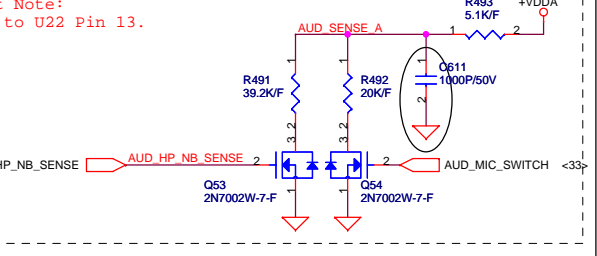 t Note:
to U22 Pin 13.
R493
5.1K/F
+VDDA
AUD_SENSE_A
1
2
1
1
1
R491
39.2K/F
R492
20K/F
C611
1000P/50V
2
2
2
3
3
HP_NB_SENSE
AUD_HP_NB_SENSE
2
2
AUD_MIC_SWITCH
<33>
Q53
2N7002W-7-F
1
1
Q54
2N7002W-7-F